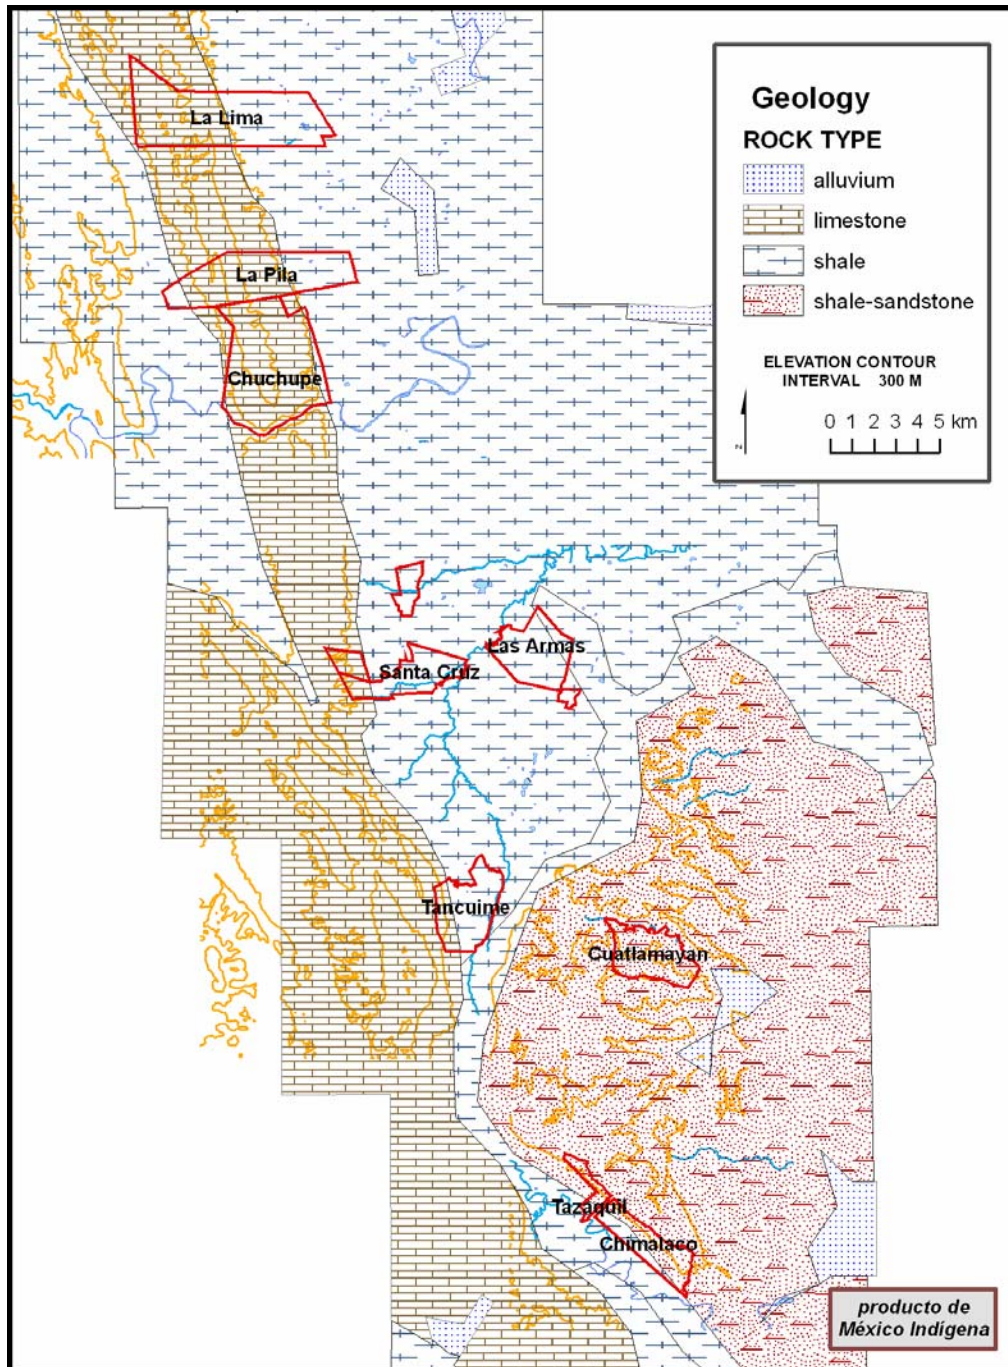 Geology
ROCK TYPE
alluvium
limestone
shale
shale-sandstone
ELEVATION CONTOUR
INTERVAL 300 M
N
0 1 2 3 4 5 km
La Lima
La Pila
Chuchupe
Las Armas
Santa Cruz
Tancuime
Cuatlamayan
Tazaquil
Chimalaco
producto de
México Indígena